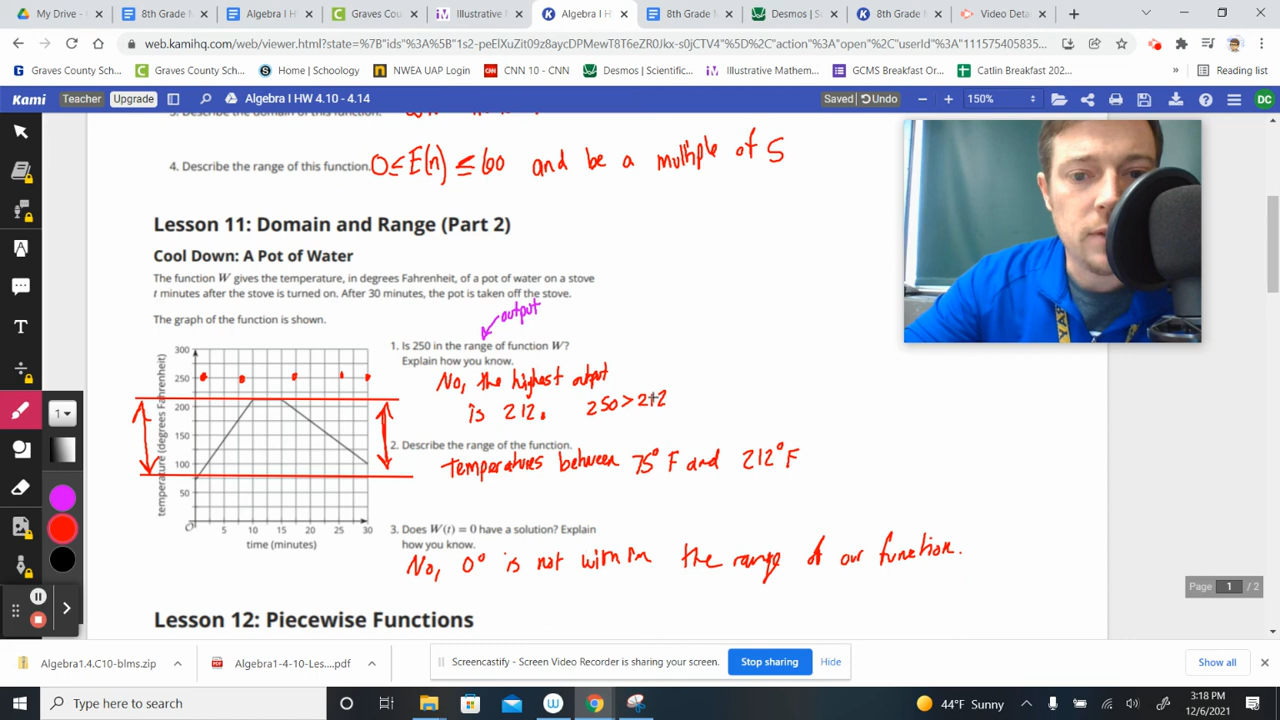 My Drive -
8th Grade M
Algebra I HW
Graves Cou
Illustrative M
Algebra I H
8th Grade M
Desmos | Sc
8th Grade M
Video Detai
web.kamihq.com/web/viewer.html?state=%7B"ids"%3A%5B"1s2-peElXyZit09z8aycDPMewT8T6eZR0Jkx-s0jCTV4"%5D%2C"action"%3A"open"%2C"userId"%3A"111575405835...
Graves County Sch...
Graves County Sch...
Home | Schoology
NWEA UAP Login
CNN 10 - CNN
Desmos | Scientific...
Illustrative Mathem...
GCMS Breakfast Or...
Catlin Breakfast 202...
Reading list
Kami Teacher Upgrade Algebra I HW 4.10 - 4.14 Saved Undo 150% DC
4. Describe the range of this function. 0 ≤ E(n) ≤ 60 and be a multiple of 5
Lesson 11: Domain and Range (Part 2)
Cool Down: A Pot of Water
The function W gives the temperature, in degrees Fahrenheit, of a pot of water on a stove
t minutes after the stove is turned on. After 30 minutes, the pot is taken off the stove.
output
The graph of the function is shown.
1. Is 250 in the range of function W?
Explain how you know.
No, the highest output
is 212. 250 > 212
2. Describe the range of the function.
Temperatures between 75° F and 212° F
3. Does W(t) = 0 have a solution? Explain
how you know.
No, 0° is not within the range of our function.
temperature (degrees Fahrenheit)
300
250
200
150
100
50
O
5 10 15 20 25 30
time (minutes)
Lesson 12: Piecewise Functions
Page 1 / 2
1
Algebra1.4.C10-blms.zip
Algebra1-4-10-Les....pdf
Screencastify - Screen Video Recorder is sharing your screen.
Stop sharing
Hide
Show all
Type here to search
44°F Sunny
3:18 PM
12/6/2021